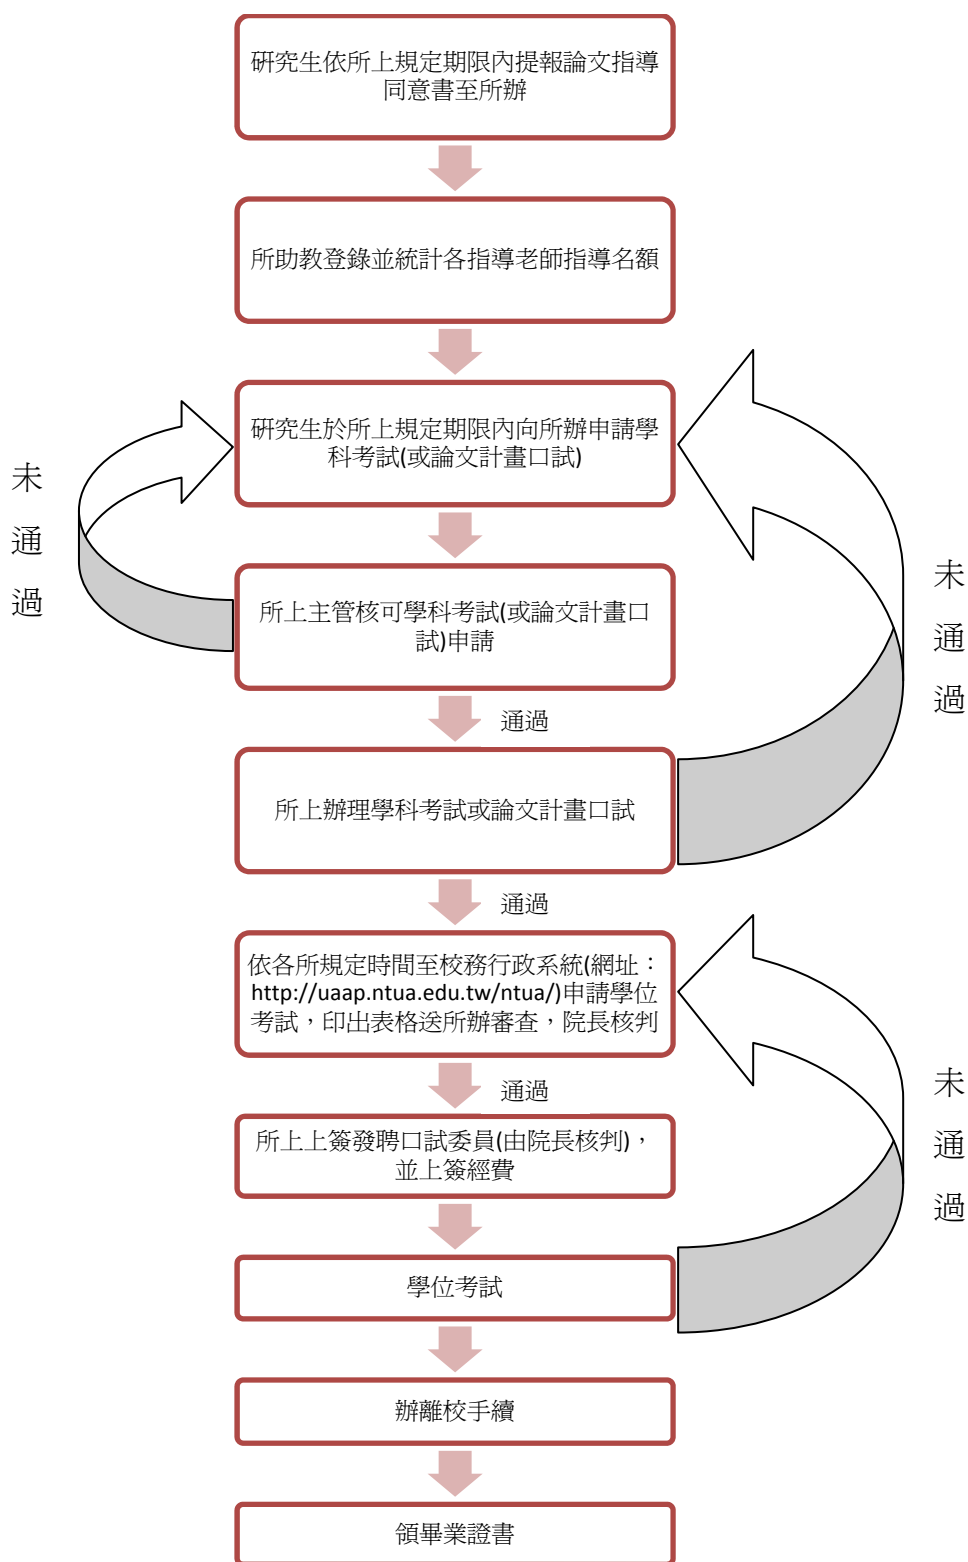 研究生依所上規定期限內提報論文指導
同意書至所辦
所助教登錄並統計各指導老師指導名額
研究生於所上規定期限內向所辦申請學
科考試(或論文計畫口試)
未
通
過
所上主管核可學科考試(或論文計畫口
試)申請
未
通
過
通過
所上辦理學科考試或論文計畫口試
通過
依各所規定時間至校務行政系統(網址：
http://uaap.ntua.edu.tw/ntua/)申請學位
考試，印出表格送所辦審查，院長核判
通過
未
通
過
所上上簽發聘口試委員(由院長核判)，
並上簽經費
學位考試
辦離校手續
領畢業證書